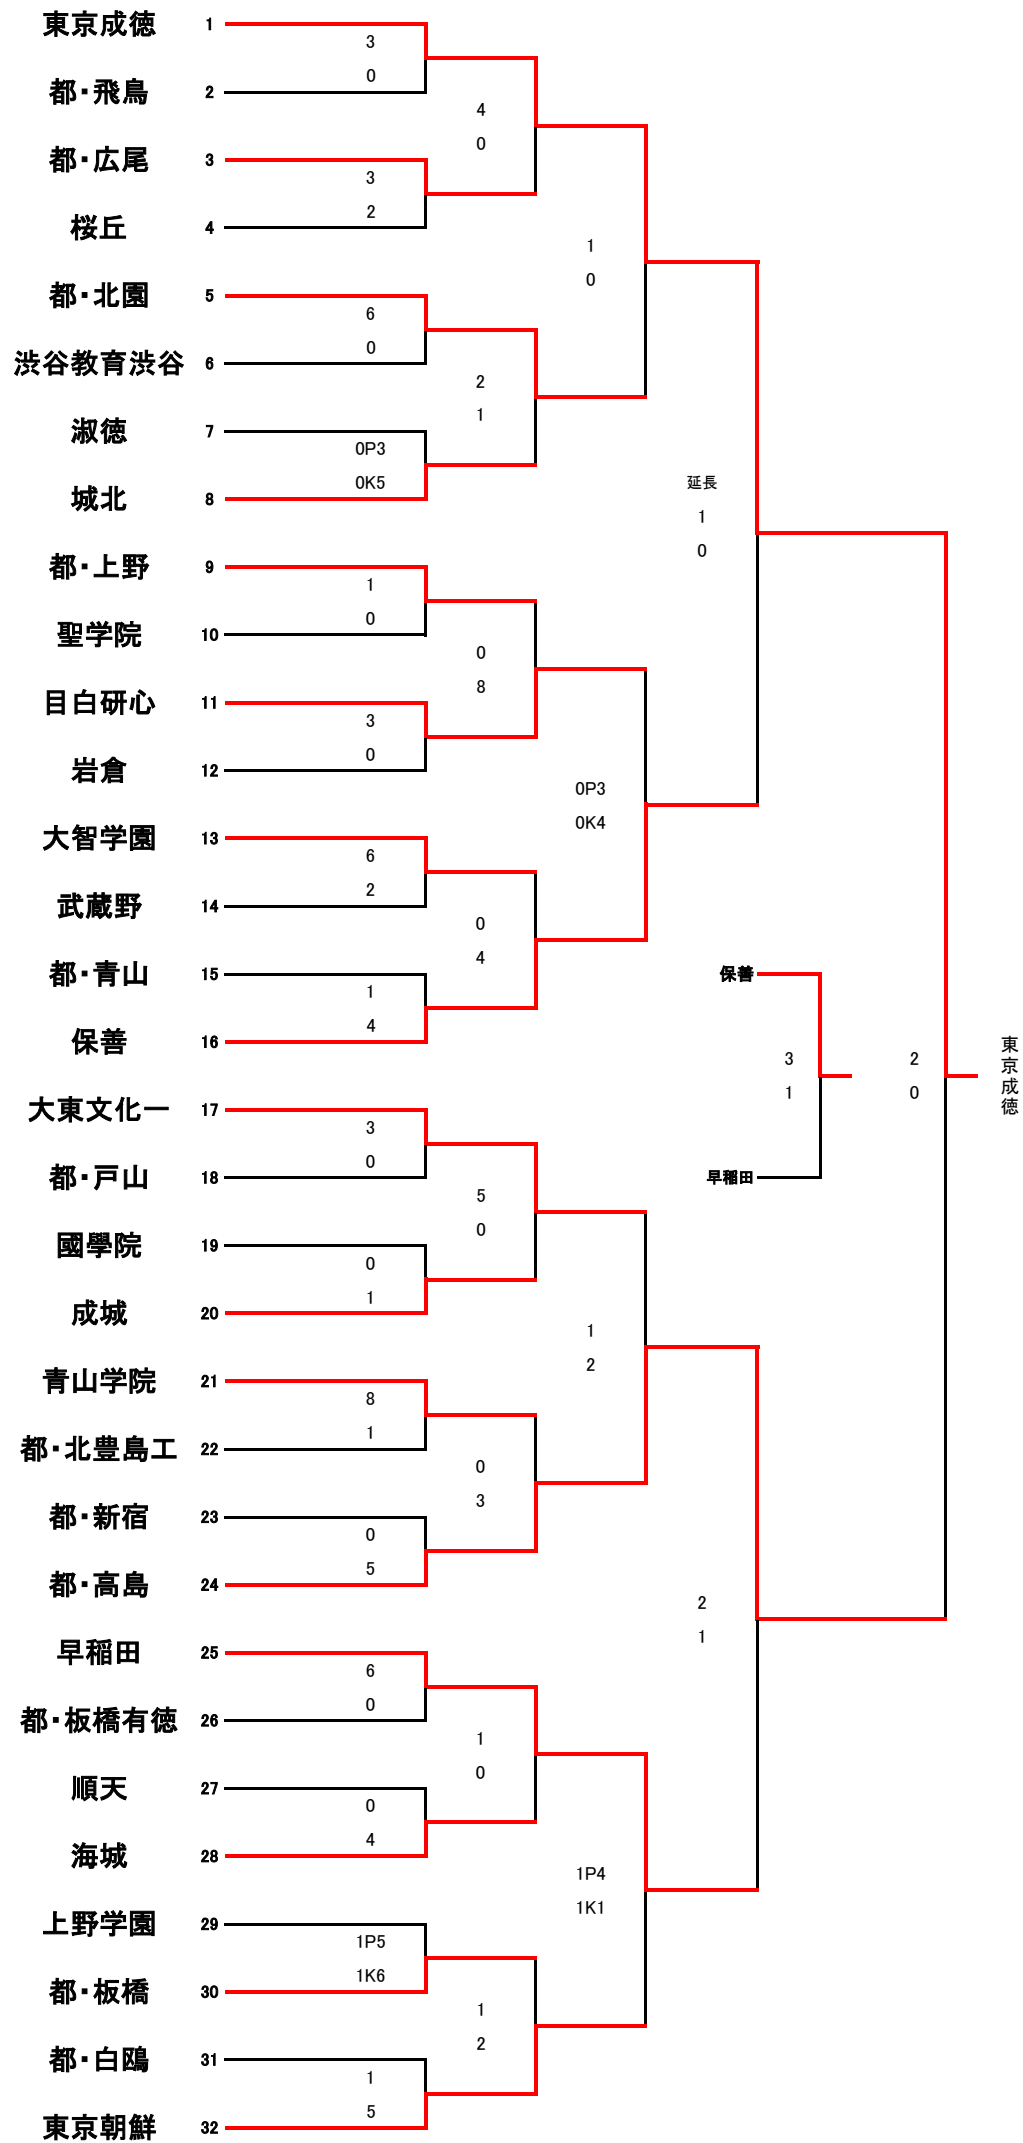 東京成徳 1
3
0
都・飛鳥 2
4
0
都・広尾 3
3
2
桜丘 4
1
0
都・北園 5
6
0
渋谷教育渋谷 6
2
1
淑徳 7
0P3
0K5
城北 8
延長
1
0
都・上野 9
1
0
聖学院 10
0
8
目白研心 11
3
0
岩倉 12
0P3
0K4
大智学園 13
6
2
武蔵野 14
0
4
都・青山 15
1
4
保善 16
保善
3
1
早稲田
2
0
東京成徳
大東文化一 17
3
0
都・戸山 18
5
0
國學院 19
0
1
成城 20
1
2
青山学院 21
8
1
都・北豊島工 22
0
3
都・新宿 23
0
5
都・高島 24
2
1
早稲田 25
6
0
都・板橋有徳 26
1
0
順天 27
0
4
海城 28
1P4
1K1
上野学園 29
1P5
1K6
都・板橋 30
1
2
都・白鴎 31
1
5
東京朝鮮 32